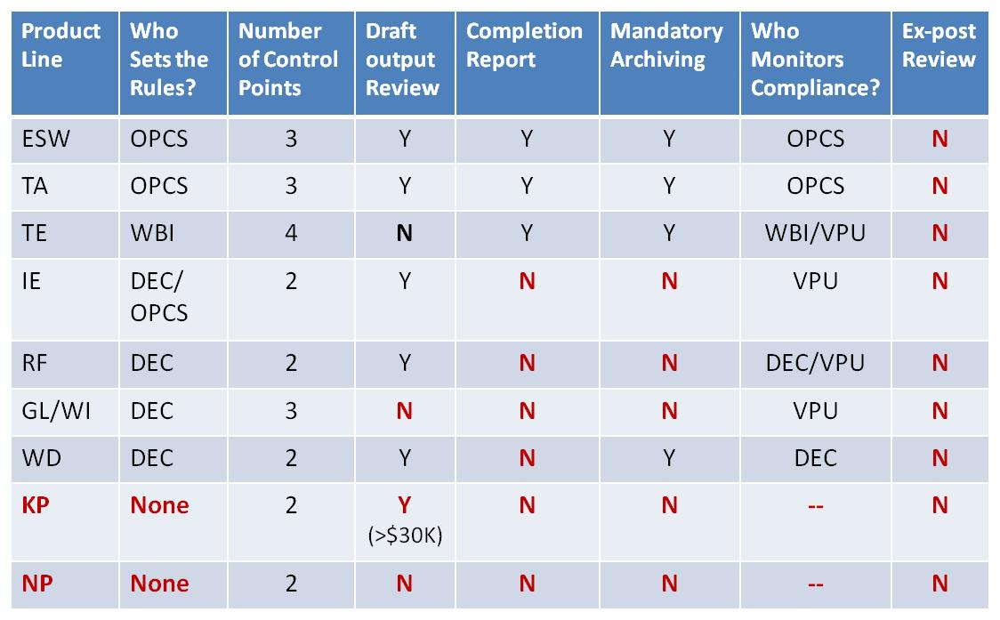 Product Line | Who Sets the Rules? | Number of Control Points | Draft output Review | Completion Report | Mandatory Archiving | Who Monitors Compliance? | Ex-post Review
ESW | OPCS | 3 | Y | Y | Y | OPCS | N
TA | OPCS | 3 | Y | Y | Y | OPCS | N
TE | WBI | 4 | N | Y | Y | WBI/VPU | N
IE | DEC/ OPCS | 2 | Y | N | N | VPU | N
RF | DEC | 2 | Y | N | N | DEC/VPU | N
GL/WI | DEC | 3 | N | N | N | VPU | N
WD | DEC | 2 | Y | N | Y | DEC | N
KP | None | 2 | Y (>$30K) | N | N | -- | N
NP | None | 2 | N | N | N | -- | N